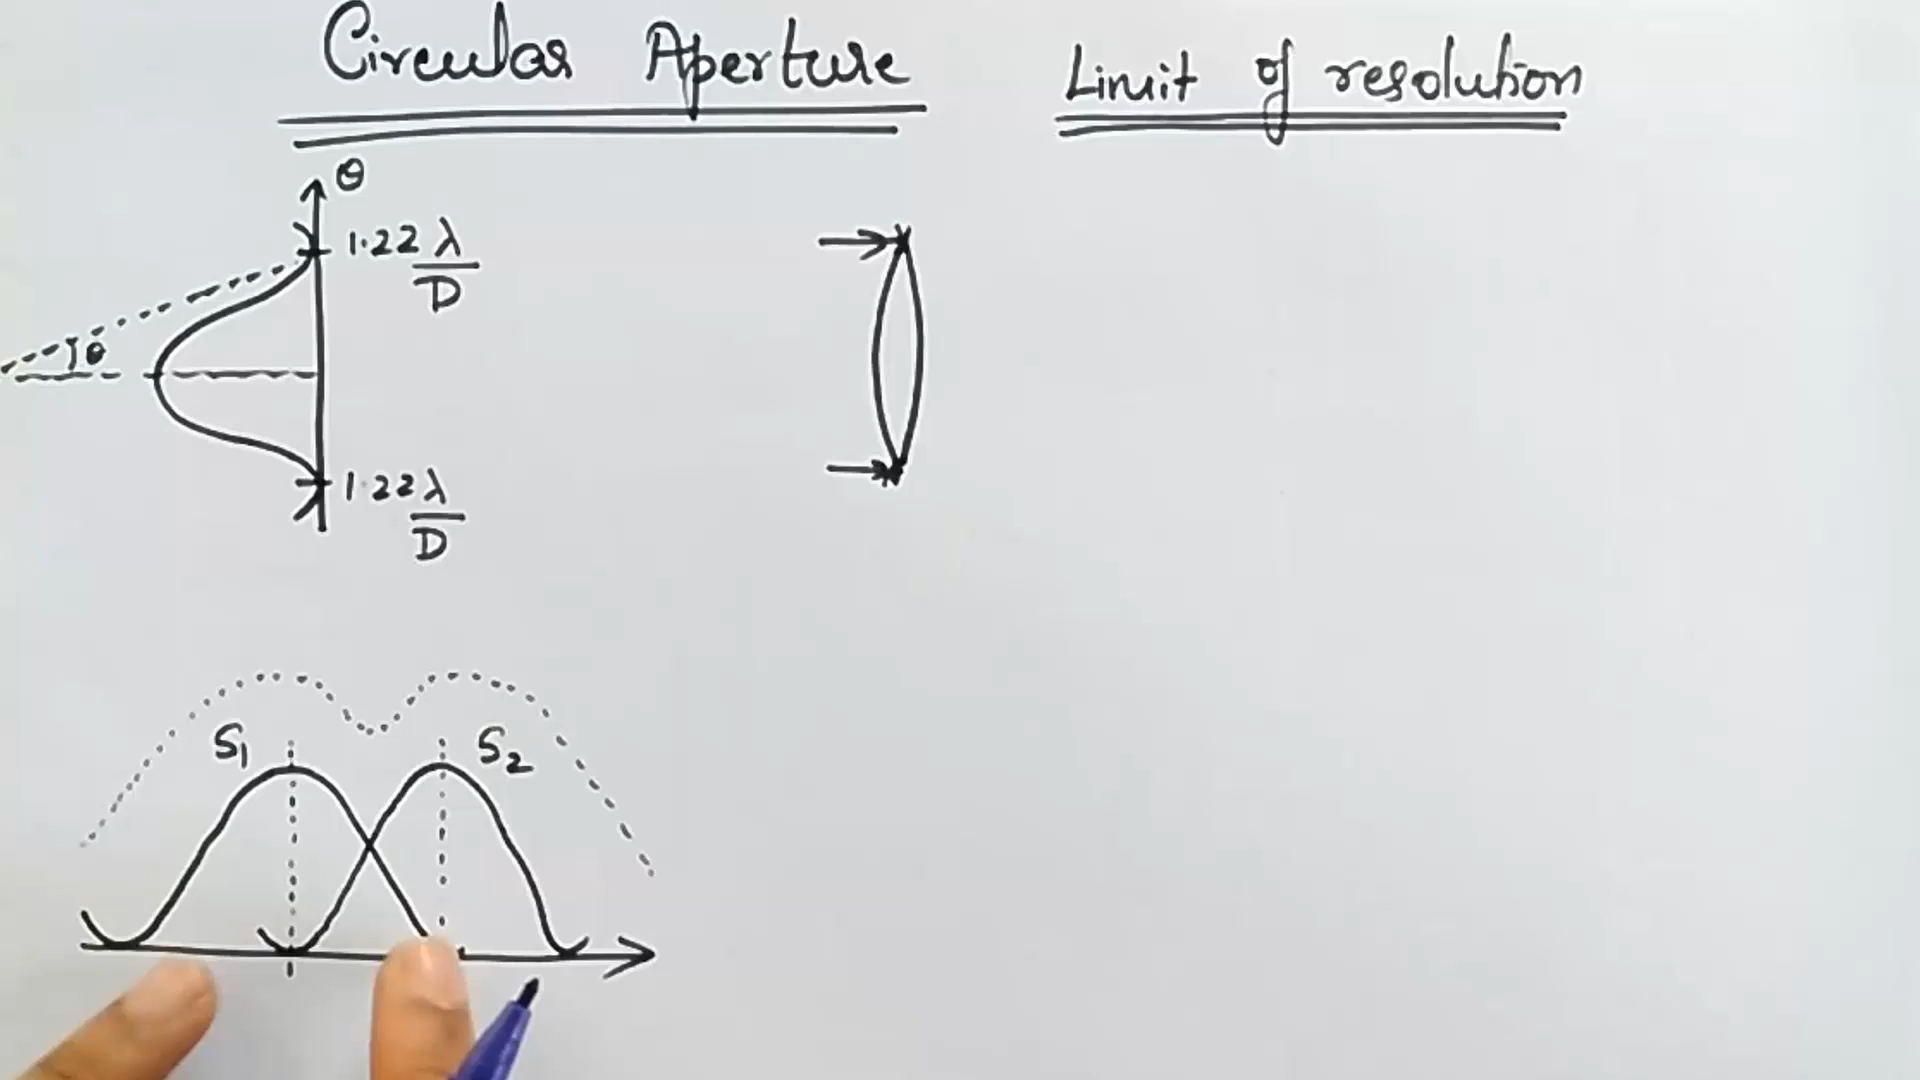 Circular Aperture
Limit of resolution
θ
1.22 λ
D
θ
1.22 λ
D
S1
S2